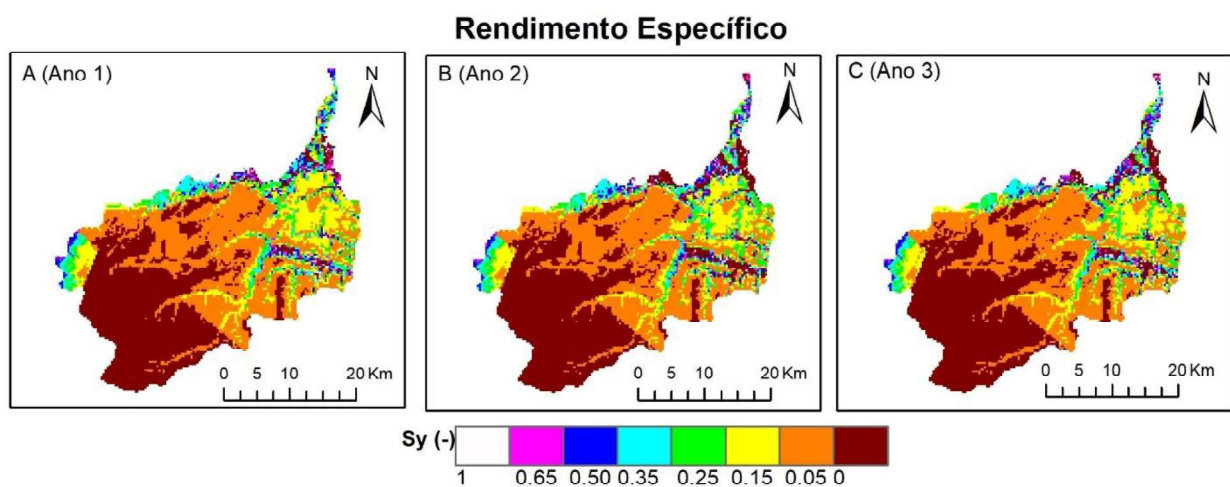 Rendimento Específico
A (Ano 1)
N
B (Ano 2)
N
C (Ano 3)
N
0 5 10 20 Km
0 5 10 20 Km
0 5 10 20 Km
Sy (-)
1 0.65 0.50 0.35 0.25 0.15 0.05 0